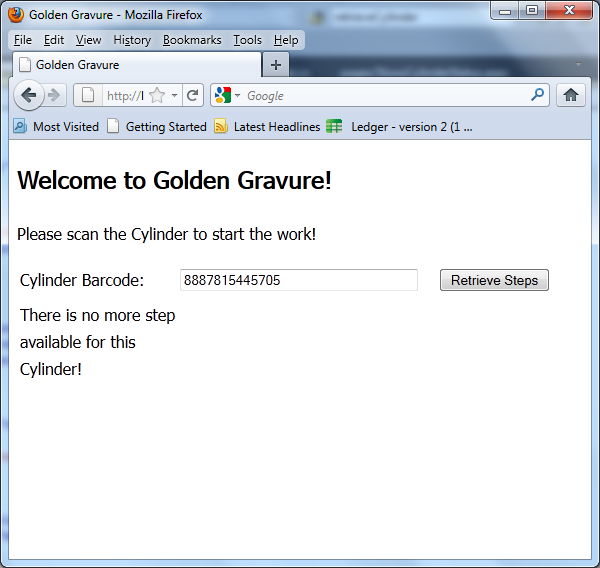 Golden Gravure - Mozilla Firefox
File Edit View History Bookmarks Tools Help
Golden Gravure
http://l Google
Most Visited Getting Started Latest Headlines Ledger - version 2 (1 ...
Welcome to Golden Gravure!
Please scan the Cylinder to start the work!
Cylinder Barcode: 8887815445705 Retrieve Steps
There is no more step
available for this
Cylinder!